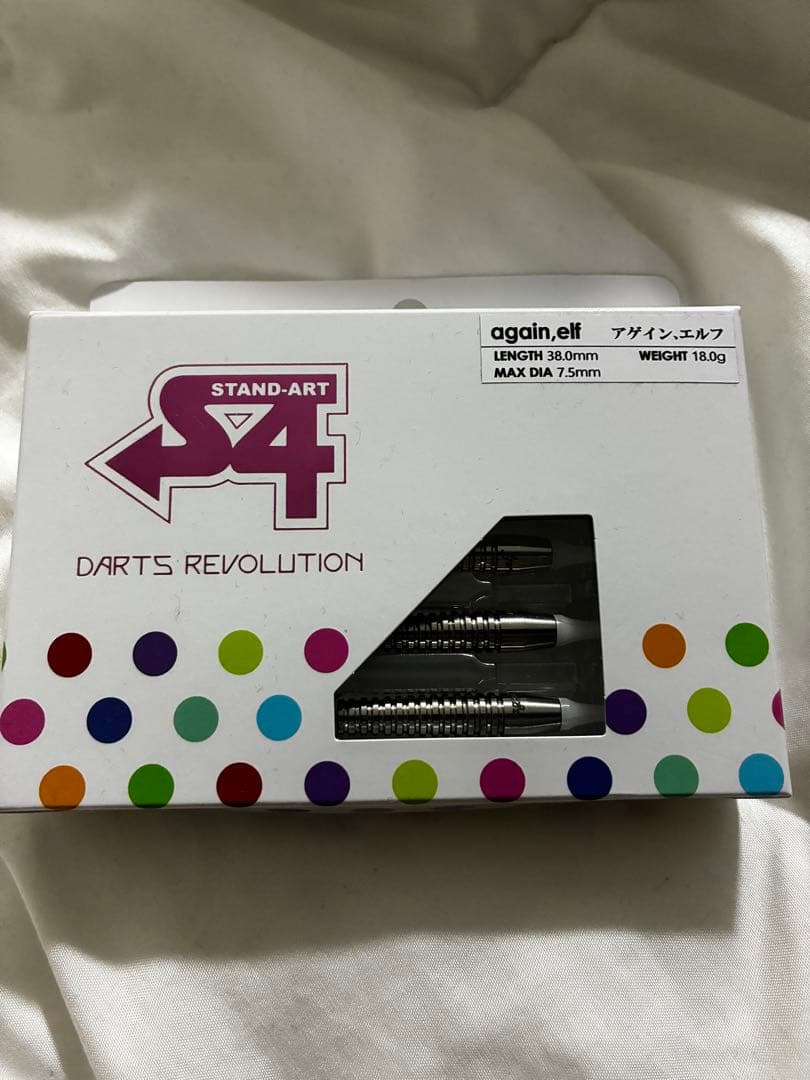 again,elf アゲイン、エルフ
LENGTH 38.0mm WEIGHT 18.0g
MAX DIA 7.5mm
STAND-ART
S4
DARTS REVOLUTION